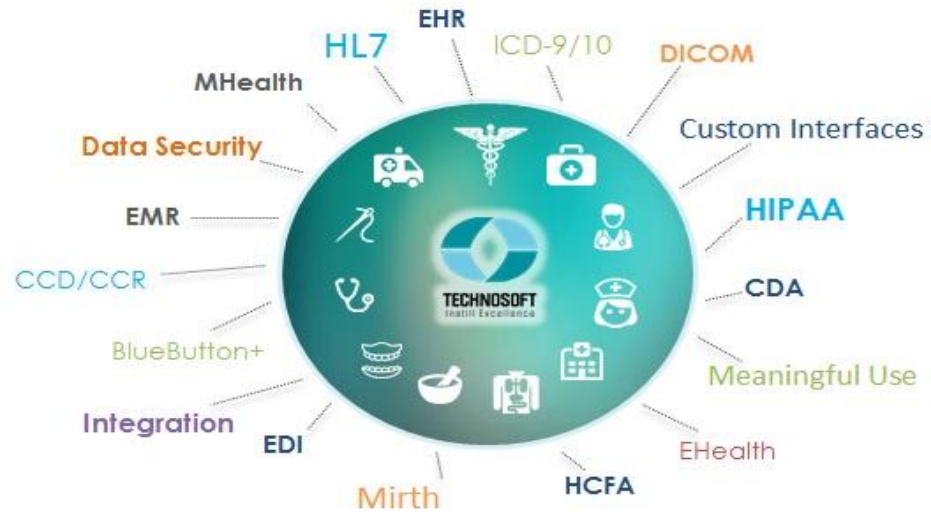 EHR
HL7
ICD-9/10
DICOM
MHealth
Custom Interfaces
Data Security
HIPAA
EMR
CCD/CCR
CDA
TECHNOSOFT
Instill Excellence
BlueButton+
Meaningful Use
Integration
EDI
EHealth
Mirth
HCFA